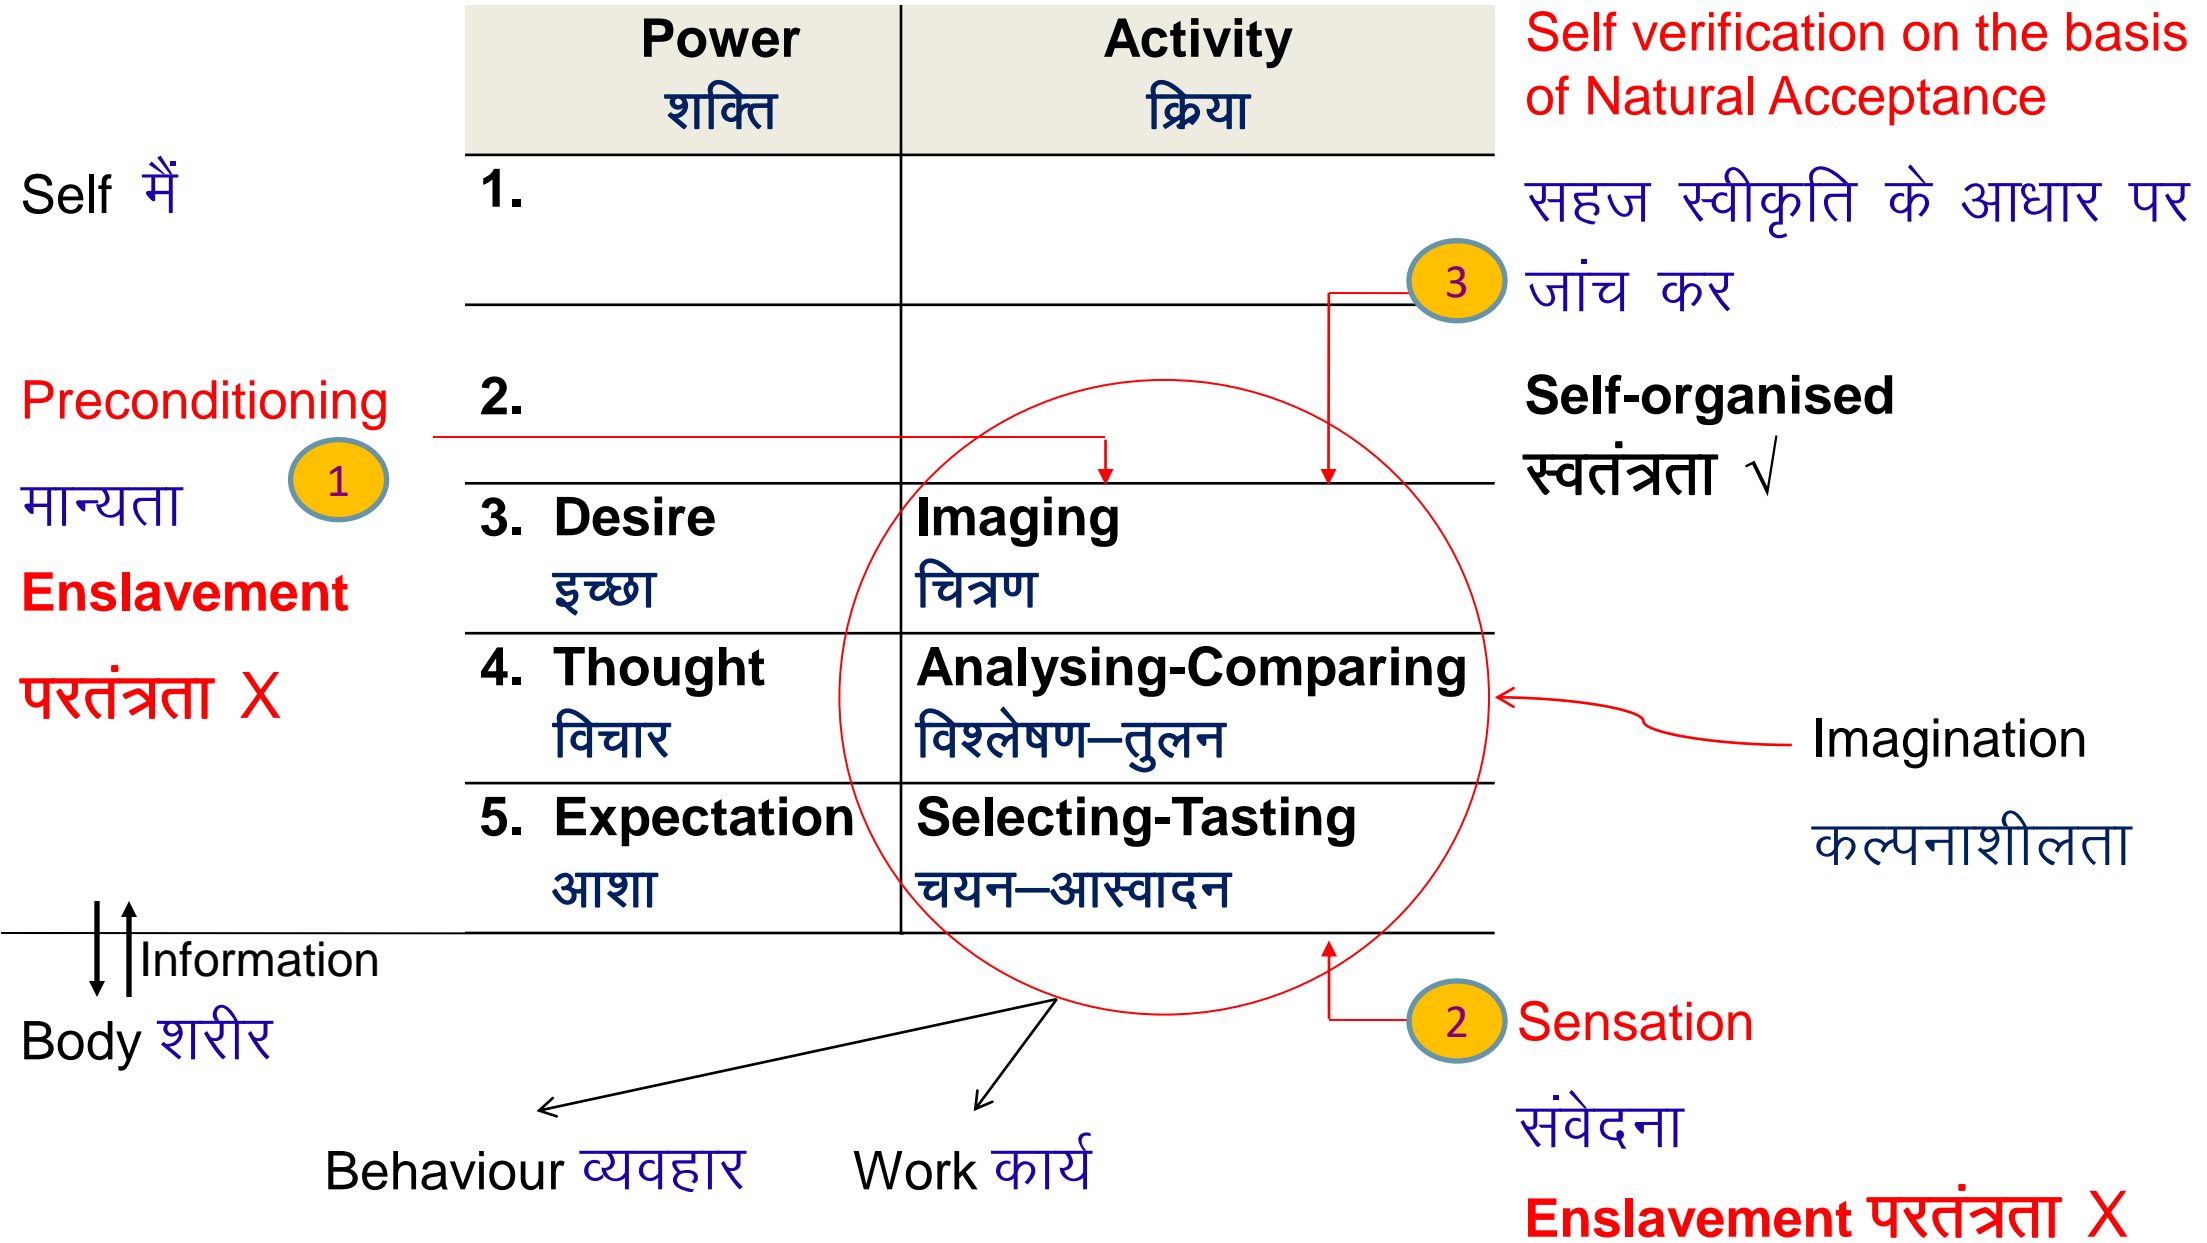 Power
शक्ति
Activity
क्रिया
Self verification on the basis
of Natural Acceptance
सहज स्वीकृति के आधार पर
जांच कर
3
Self मैं
1.
2.
Preconditioning
1
मान्यता
Enslavement
परतंत्रता X
Self-organised
स्वतंत्रता √
3. Desire
इच्छा
Imaging
चित्रण
4. Thought
विचार
Analysing-Comparing
विश्लेषण–तुलन
5. Expectation
आशा
Selecting-Tasting
चयन–आस्वादन
Imagination
कल्पनाशीलता
Information
Body शरीर
2
Sensation
संवेदना
Enslavement परतंत्रता X
Behaviour व्यवहार
Work कार्य